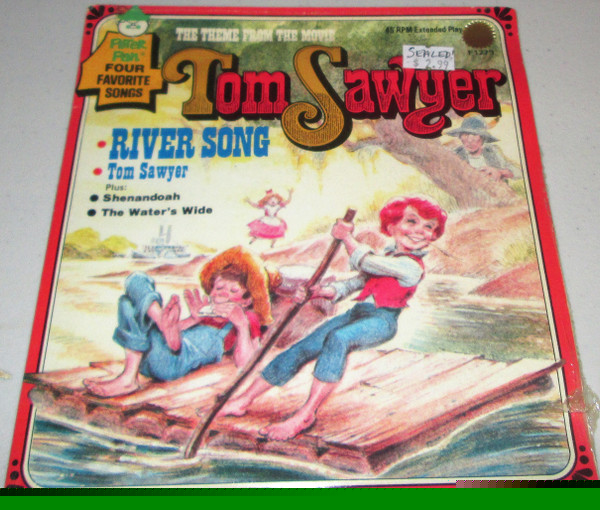 THE THEME FROM THE MOVIE
45 RPM Extended Play
Peter
Pan
FOUR
FAVORITE
SONGS
SEALED!
$2.99
Tom Sawyer
• RIVER SONG
• Tom Sawyer
Plus:
• Shenandoah
• The Water's Wide